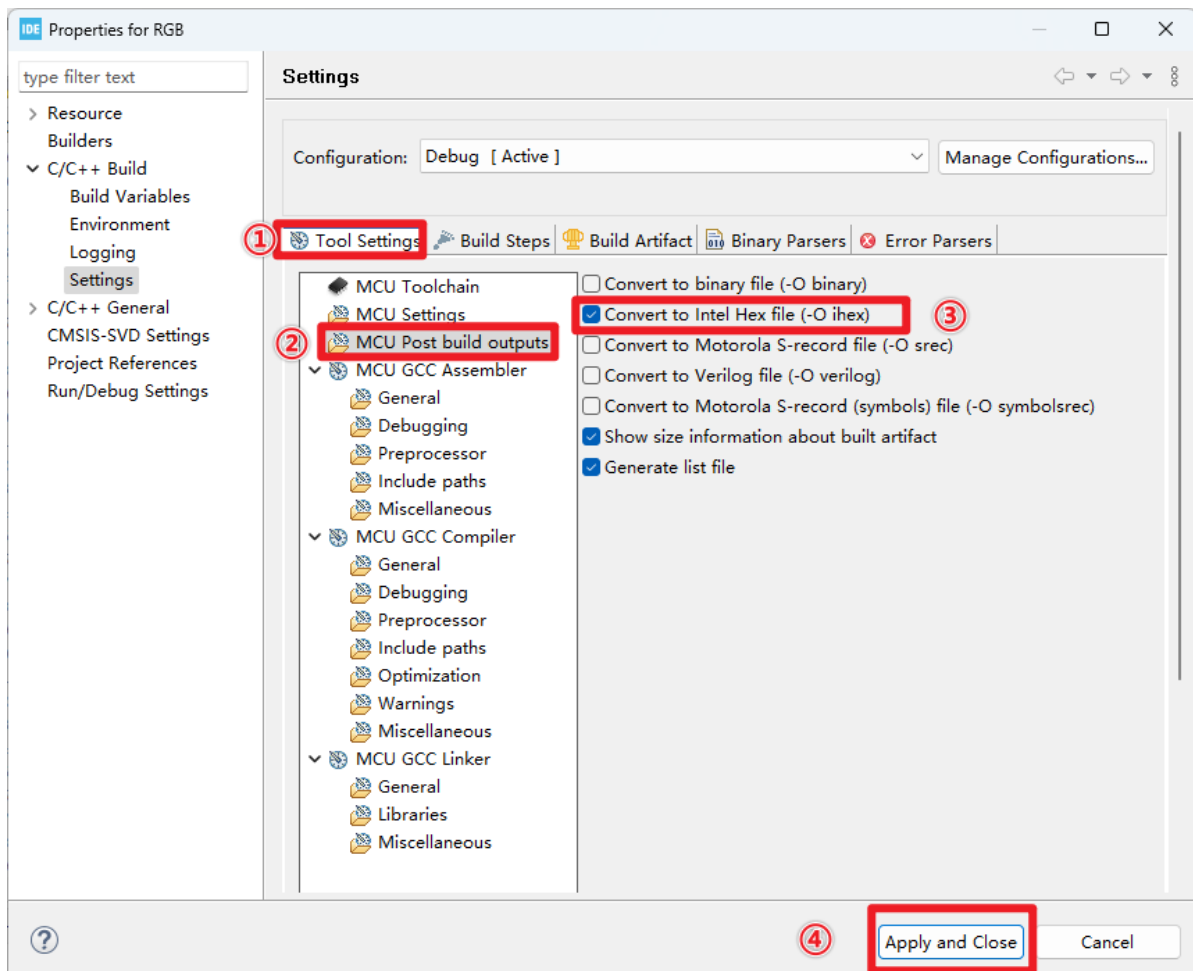 IDE Properties for RGB
type filter text
Settings
Resource
Builders
C/C++ Build
Build Variables
Environment
Logging
Settings
C/C++ General
CMSIS-SVD Settings
Project References
Run/Debug Settings
Configuration: Debug [ Active ] Manage Configurations...
① Tool Settings Build Steps Build Artifact 010 Binary Parsers Error Parsers
MCU Toolchain
MCU Settings
② MCU Post build outputs
MCU GCC Assembler
General
Debugging
Preprocessor
Include paths
Miscellaneous
MCU GCC Compiler
General
Debugging
Preprocessor
Include paths
Optimization
Warnings
Miscellaneous
MCU GCC Linker
General
Libraries
Miscellaneous
Convert to binary file (-O binary)
Convert to Intel Hex file (-O ihex) ③
Convert to Motorola S-record file (-O srec)
Convert to Verilog file (-O verilog)
Convert to Motorola S-record (symbols) file (-O symbolsrec)
Show size information about built artifact
Generate list file
? ④ Apply and Close Cancel